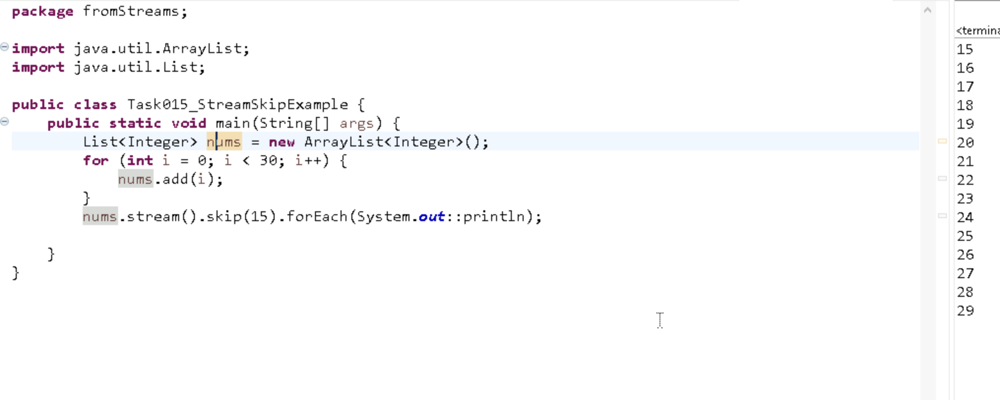 package fromStreams;
import java.util.ArrayList;
import java.util.List;
public class Task015_StreamSkipExample {
public static void main(String[] args) {
List<Integer> nums = new ArrayList<Integer>();
for (int i = 0; i < 30; i++) {
nums.add(i);
}
nums.stream().skip(15).forEach(System.out::println);
}
}
<termina
15
16
17
18
19
20
21
22
23
24
25
26
27
28
29